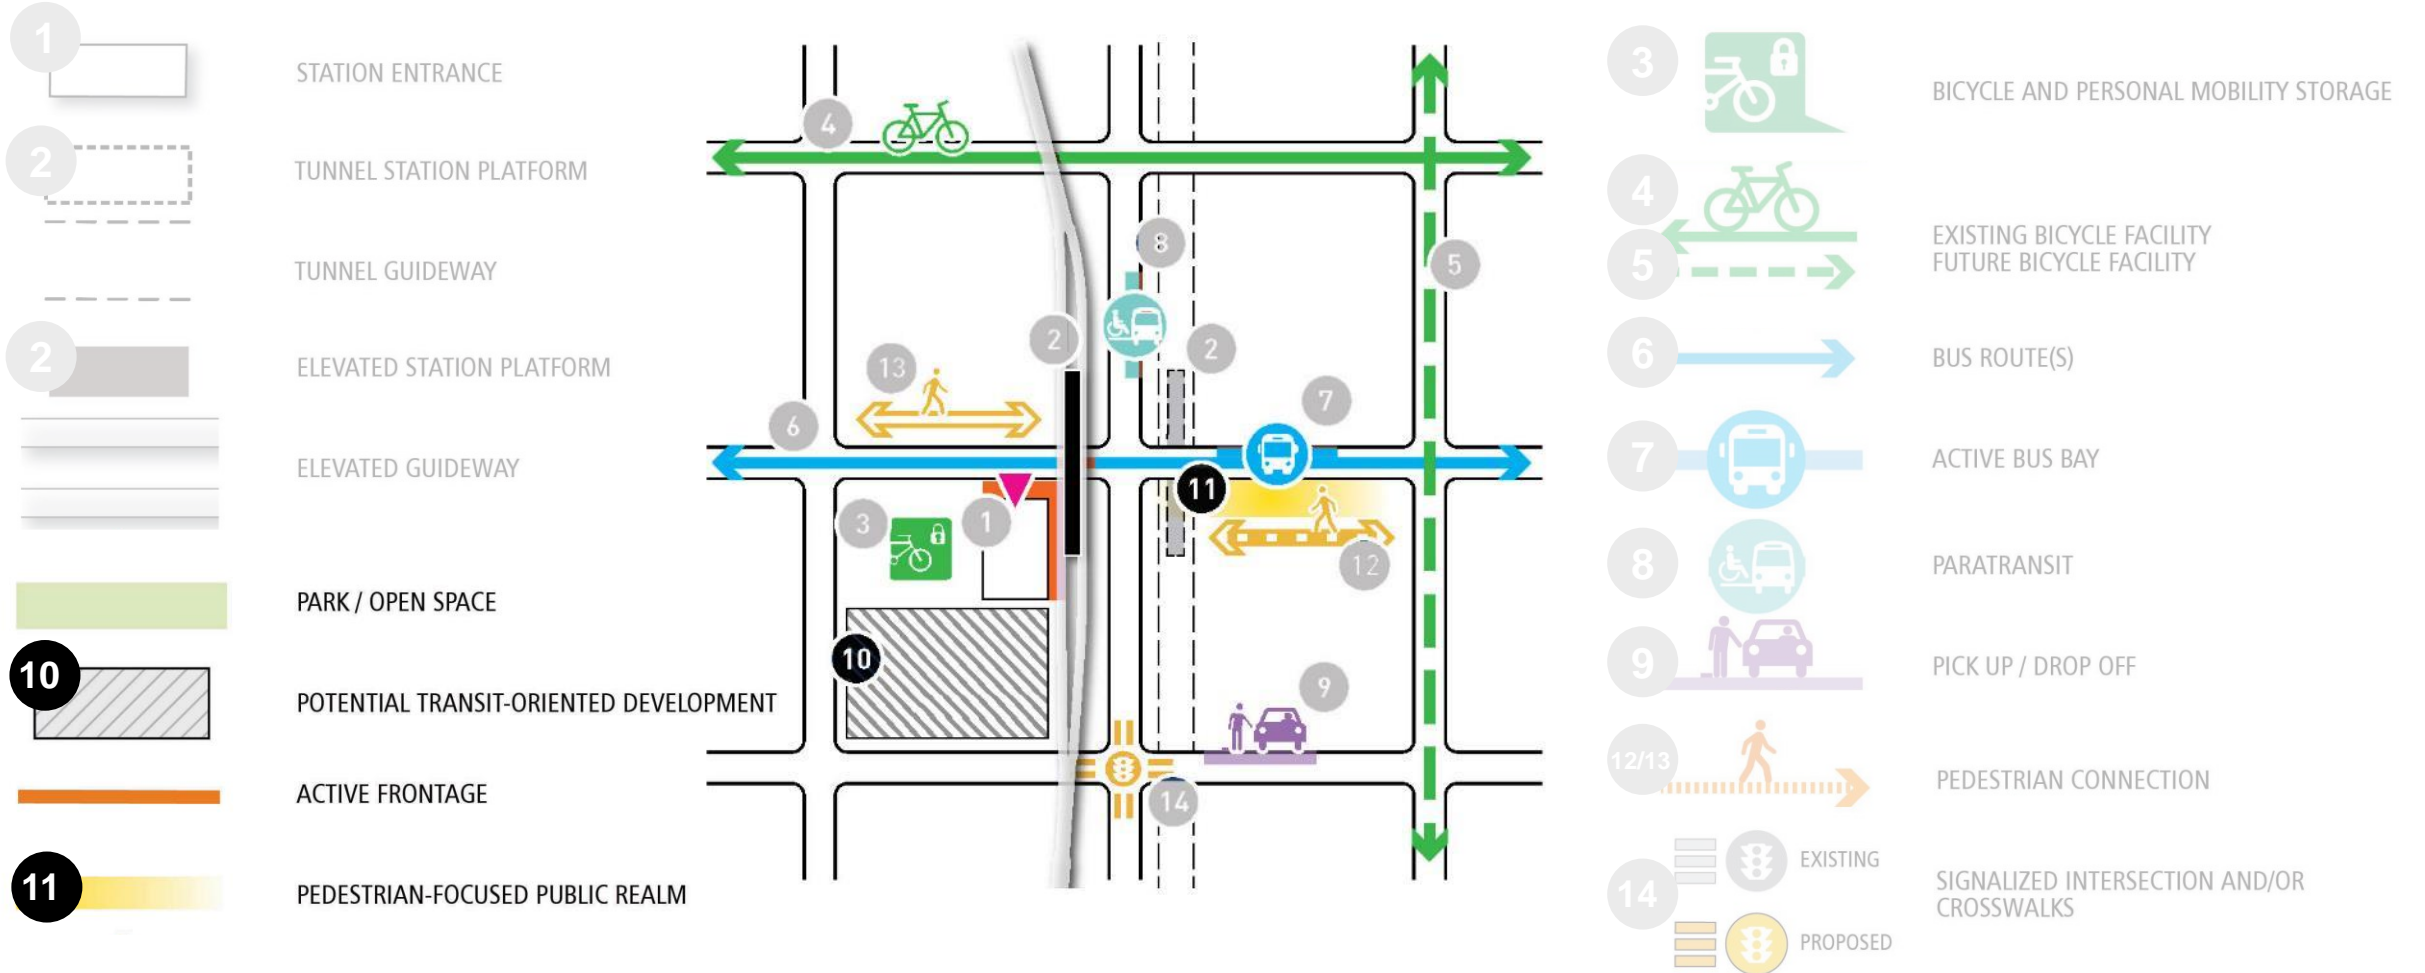 1
STATION ENTRANCE
2
TUNNEL STATION PLATFORM
TUNNEL GUIDEWAY
2
ELEVATED STATION PLATFORM
ELEVATED GUIDEWAY
PARK / OPEN SPACE
10
POTENTIAL TRANSIT-ORIENTED DEVELOPMENT
ACTIVE FRONTAGE
11
PEDESTRIAN-FOCUSED PUBLIC REALM
4
8
5
2
2
13
7
6
11
3
1
12
10
9
14
3
BICYCLE AND PERSONAL MOBILITY STORAGE
4
EXISTING BICYCLE FACILITY
5
FUTURE BICYCLE FACILITY
6
BUS ROUTE(S)
7
ACTIVE BUS BAY
8
PARATRANSIT
9
PICK UP / DROP OFF
12/13
PEDESTRIAN CONNECTION
14
EXISTING
PROPOSED
SIGNALIZED INTERSECTION AND/OR
CROSSWALKS